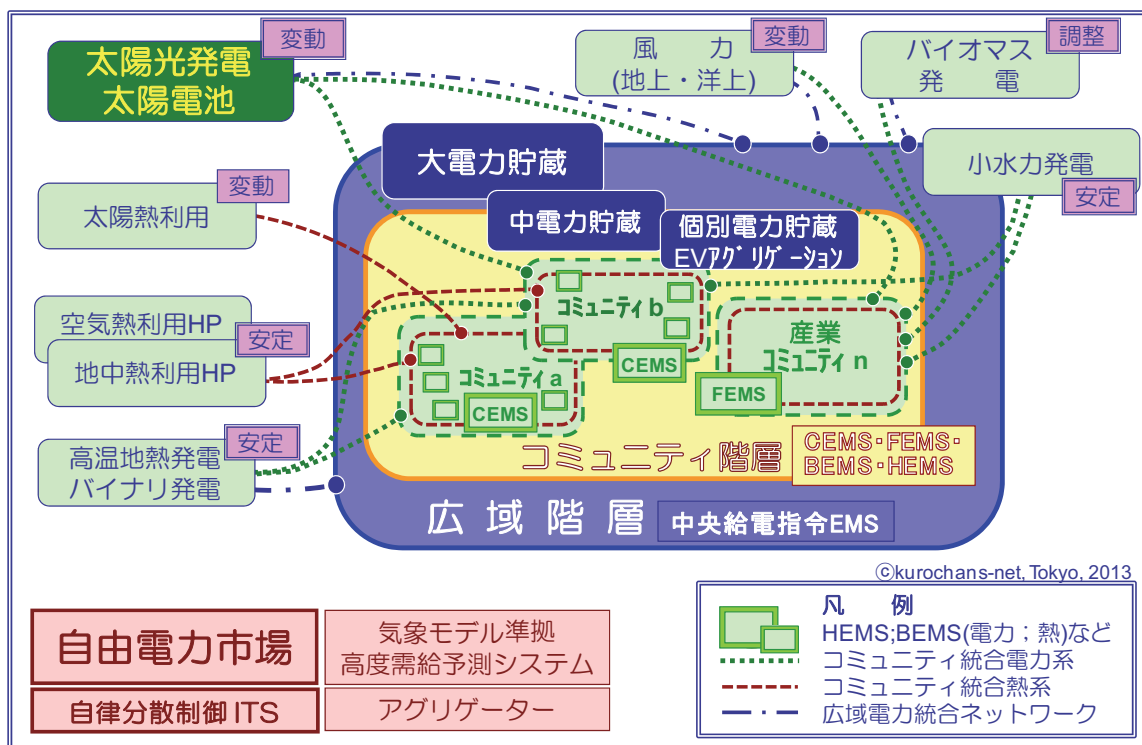 変動
太陽光発電
太陽電池
変動
風 力
(地上・洋上)
調整
バイオマス
発 電
大電力貯蔵
小水力発電
安定
変動
太陽熱利用
中電力貯蔵
個別電力貯蔵
EVｱｸﾞﾘｹﾞｰｼｮﾝ
コミュニティb
空気熱利用HP
安定
地中熱利用HP
産業
コミュニティn
コミュニティa
CEMS
FEMS
CEMS
安定
高温地熱発電
バイナリ発電
コミュニティ階層
CEMS・FEMS・
BEMS・HEMS
広域階層
中央給電指令EMS
ⓒkurochans-net, Tokyo, 2013
自由電力市場
気象モデル準拠
高度需給予測システム
自律分散制御 ITS
アグリゲーター
凡 例
HEMS;BEMS(電力；熱)など
コミュニティ統合電力系
コミュニティ統合熱系
広域電力統合ネットワーク